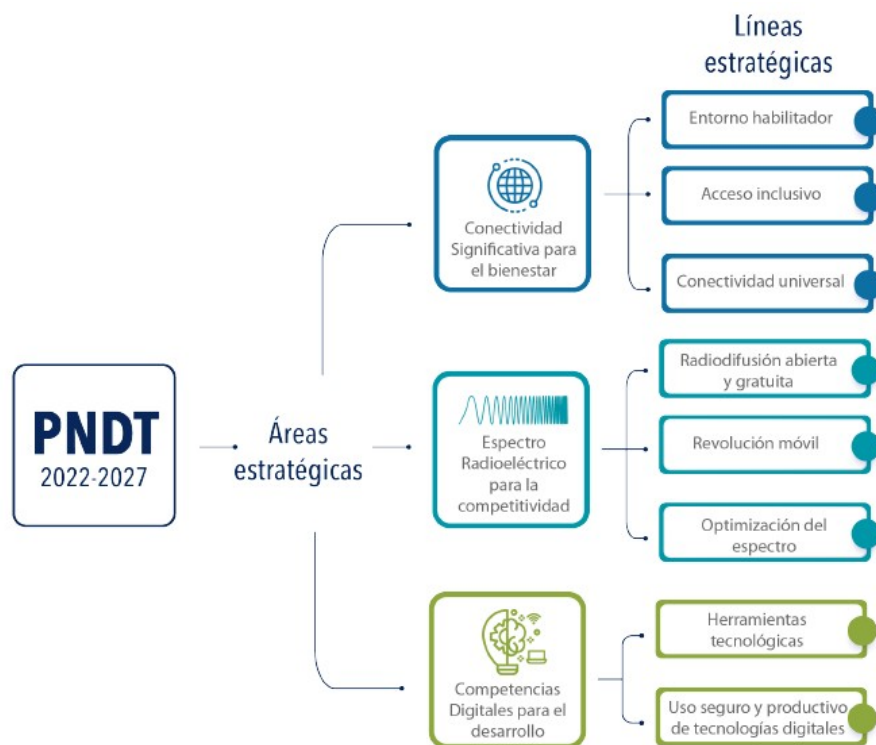 Líneas
estratégicas
Entorno habilitador
Acceso inclusivo
Conectividad
Significativa para
el bienestar
Conectividad universal
PNDT
2022-2027
Áreas
estratégicas
Radiodifusión abierta
y gratuita
Espectro
Radioeléctrico
para la
competitividad
Revolución móvil
Optimización del
espectro
Herramientas
tecnológicas
Competencias
Digitales para el
desarrollo
Uso seguro y productivo
de tecnologías digitales